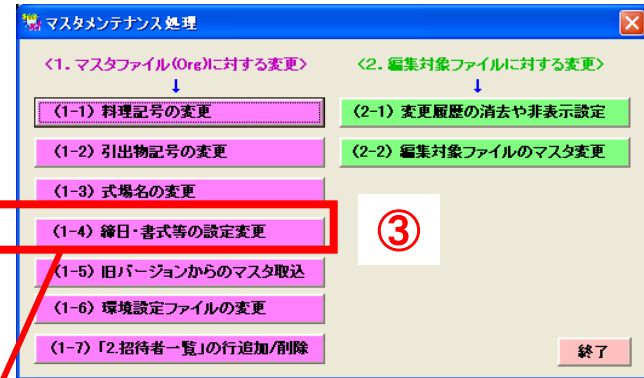 マスタメンテナンス処理
<1. マスタファイル(Org)に対する変更>
↓
(1-1) 料理記号の変更
(1-2) 引出物記号の変更
(1-3) 式場名の変更
(1-4) 締日・書式等の設定変更
(1-5) 旧バージョンからのマスタ取込
(1-6) 環境設定ファイルの変更
(1-7) 「2.招待者一覧」の行追加/削除
<2. 編集対象ファイルに対する変更>
↓
(2-1) 変更履歴の消去や非表示設定
(2-2) 編集対象ファイルのマスタ変更
③
終了